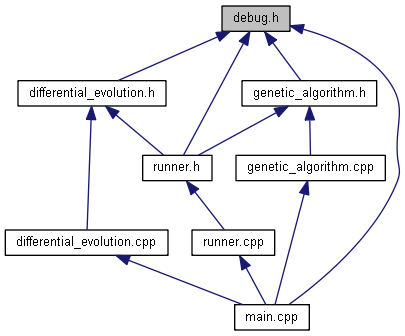 debug.h
differential_evolution.h
genetic_algorithm.h
runner.h
genetic_algorithm.cpp
differential_evolution.cpp
runner.cpp
main.cpp